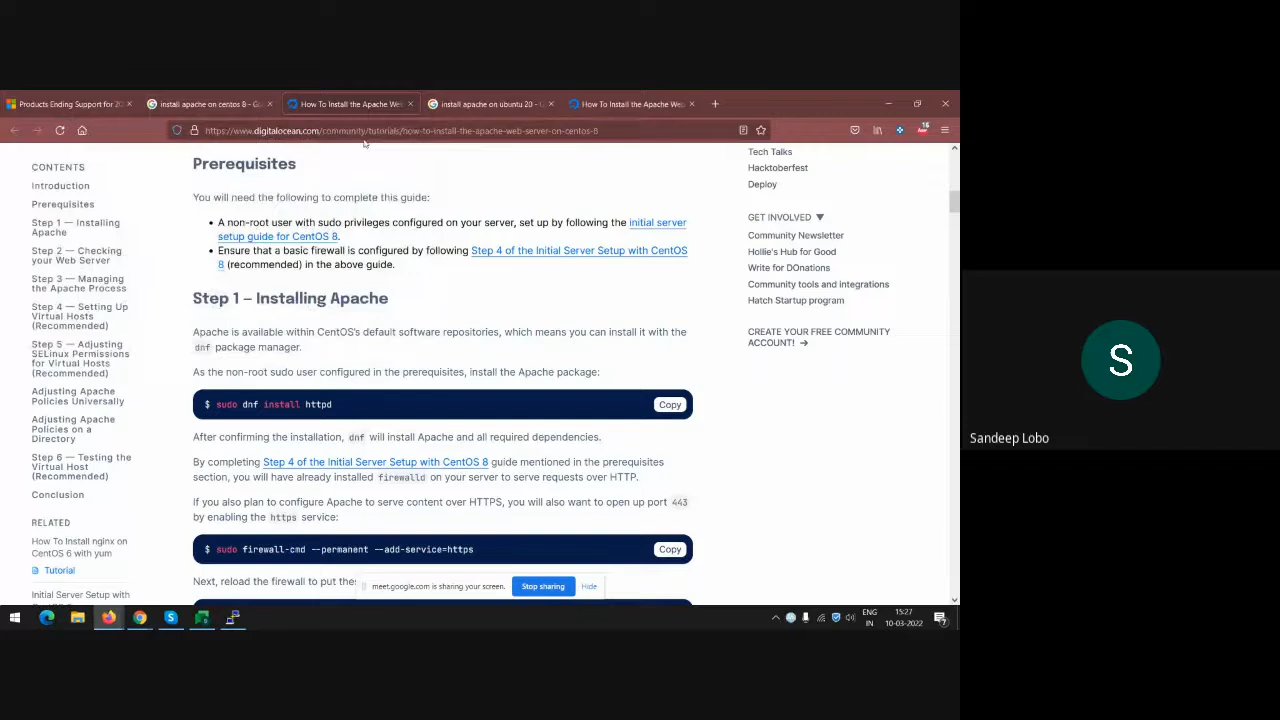 Products Ending Support for 20
install apache on centos 8 - Go
How To Install the Apache Web
install apache on ubuntu 20 - G
How To Install the Apache Web
https://www.digitalocean.com/community/tutorials/how-to-install-the-apache-web-server-on-centos-8
16
CONTENTS
Introduction
Prerequisites
Step 1 — Installing
Apache
Step 2 — Checking
your Web Server
Step 3 — Managing
the Apache Process
Step 4 — Setting Up
Virtual Hosts
(Recommended)
Step 5 — Adjusting
SELinux Permissions
for Virtual Hosts
(Recommended)
Adjusting Apache
Policies Universally
Adjusting Apache
Policies on a
Directory
Step 6 — Testing the
Virtual Host
(Recommended)
Conclusion
RELATED
How To Install nginx on
CentOS 6 with yum
Tutorial
Initial Server Setup with
Prerequisites
You will need the following to complete this guide:
• A non-root user with sudo privileges configured on your server, set up by following the initial server
setup guide for CentOS 8.
• Ensure that a basic firewall is configured by following Step 4 of the Initial Server Setup with CentOS
8 (recommended) in the above guide.
Step 1 — Installing Apache
Apache is available within CentOS's default software repositories, which means you can install it with the
dnf package manager.
As the non-root sudo user configured in the prerequisites, install the Apache package:
$ sudo dnf install httpd
Copy
After confirming the installation, dnf will install Apache and all required dependencies.
By completing Step 4 of the Initial Server Setup with CentOS 8 guide mentioned in the prerequisites
section, you will have already installed firewalld on your server to serve requests over HTTP.
If you also plan to configure Apache to serve content over HTTPS, you will also want to open up port 443
by enabling the https service:
$ sudo firewall-cmd --permanent --add-service=https
Copy
Next, reload the firewall to put the
meet.google.com is sharing your screen.
Stop sharing
Hide
Tech Talks
Hacktoberfest
Deploy
GET INVOLVED ▼
Community Newsletter
Hollie's Hub for Good
Write for DOnations
Community tools and integrations
Hatch Startup program
CREATE YOUR FREE COMMUNITY
ACCOUNT! →
ENG
IN
15:27
10-03-2022
7
S
Sandeep Lobo